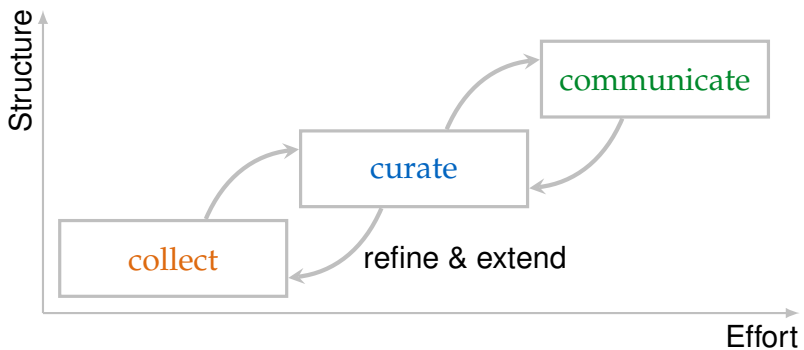 Structure
communicate
curate
collect
refine & extend
Effort